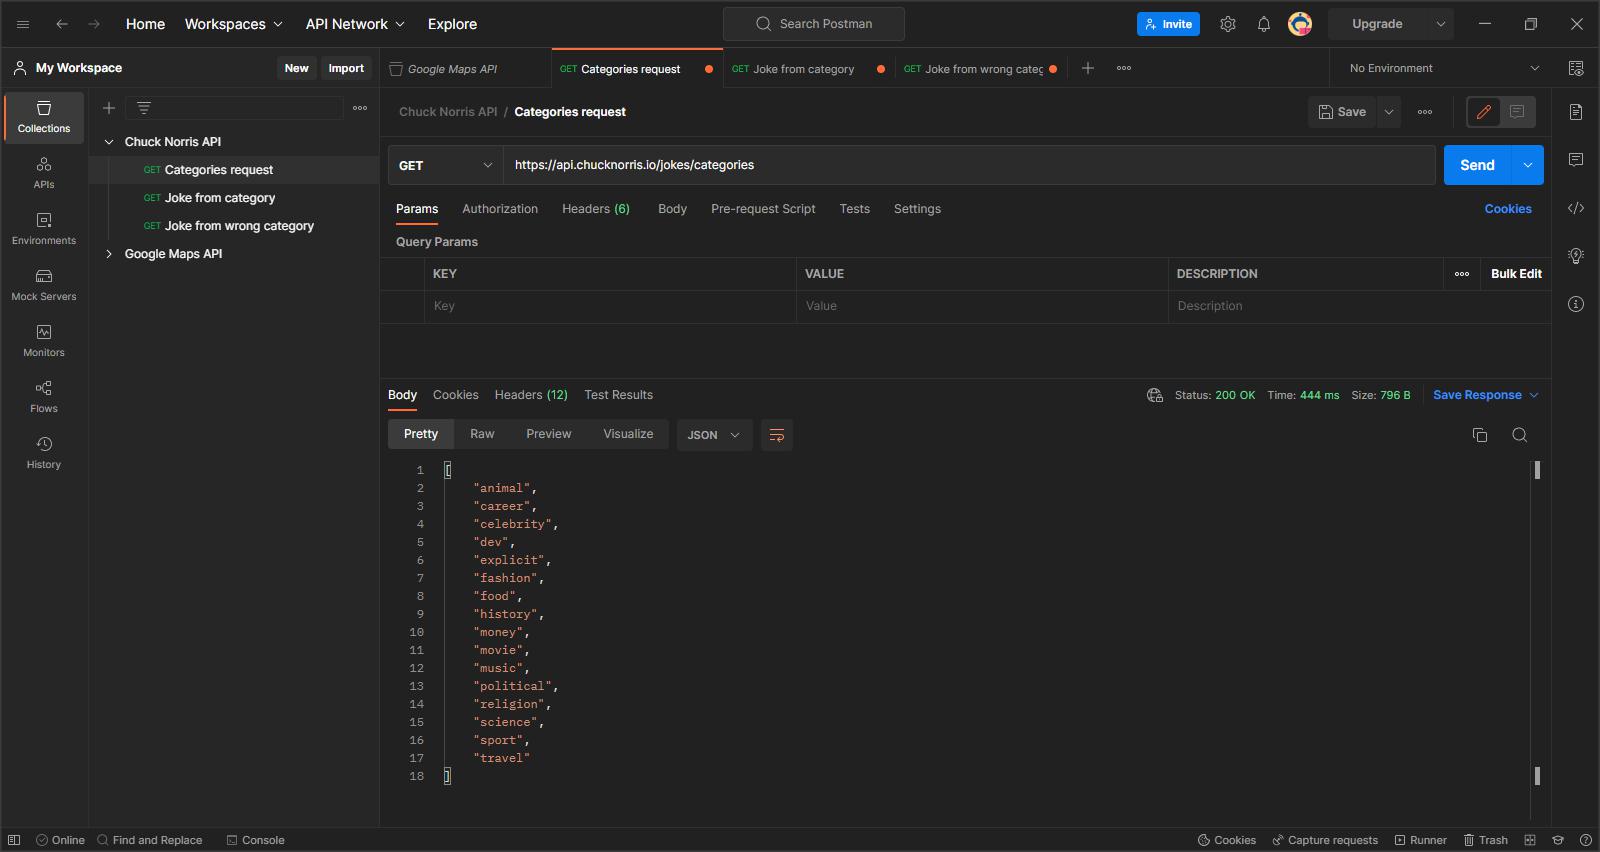 Home Workspaces API Network Explore Search Postman Invite Upgrade
My Workspace New Import Google Maps API GET Categories request GET Joke from category GET Joke from wrong categ No Environment
Collections
APIs
Environments
Mock Servers
Monitors
Flows
History
Chuck Norris API
GET Categories request
GET Joke from category
GET Joke from wrong category
Google Maps API
Chuck Norris API / Categories request Save
GET https://api.chucknorris.io/jokes/categories Send
Params Authorization Headers (6) Body Pre-request Script Tests Settings Cookies
Query Params
KEY VALUE DESCRIPTION Bulk Edit
Key Value Description
Body Cookies Headers (12) Test Results Status: 200 OK Time: 444 ms Size: 796 B Save Response
Pretty Raw Preview Visualize JSON
1 [
2 "animal",
3 "career",
4 "celebrity",
5 "dev",
6 "explicit",
7 "fashion",
8 "food",
9 "history",
10 "money",
11 "movie",
12 "music",
13 "political",
14 "religion",
15 "science",
16 "sport",
17 "travel"
18 ]
Online Find and Replace Console Cookies Capture requests Runner Trash